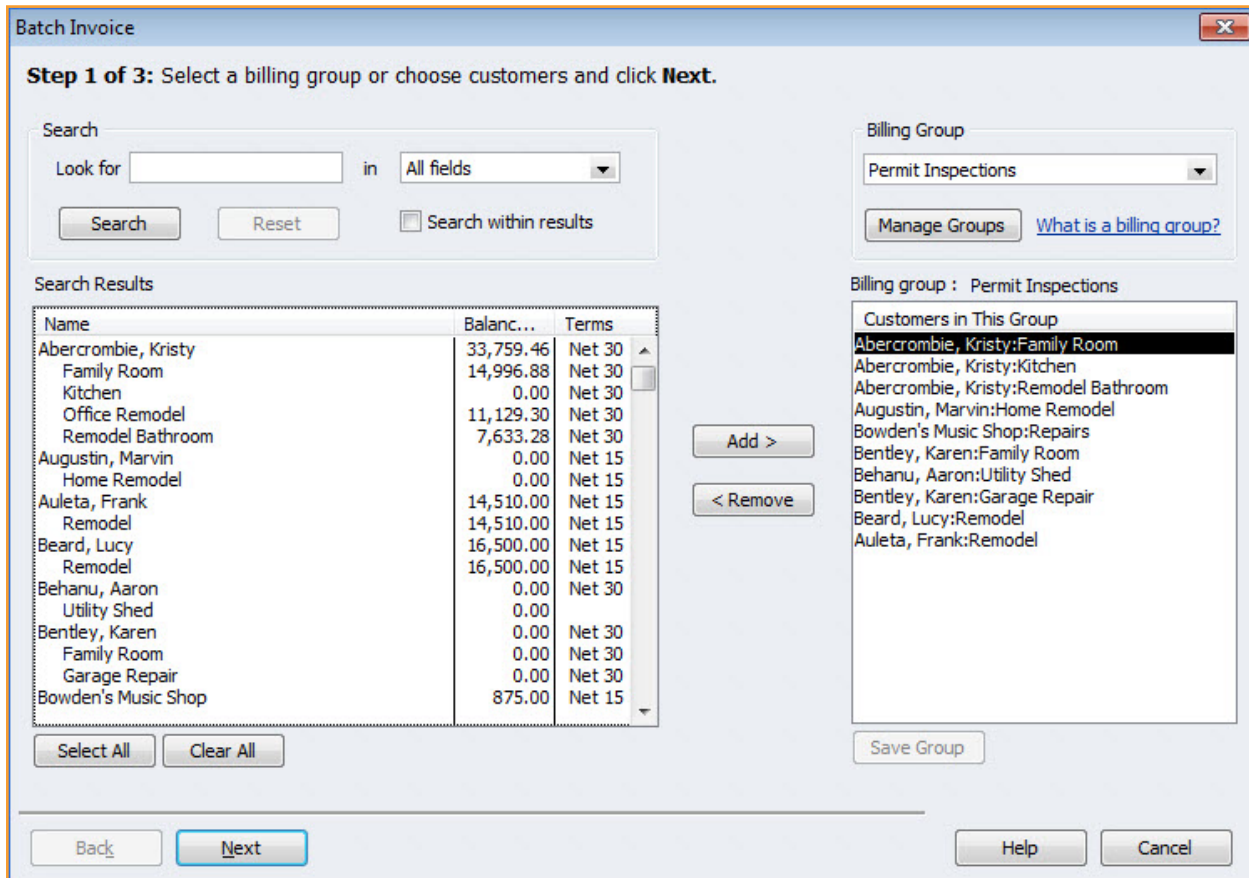 Batch Invoice
Step 1 of 3: Select a billing group or choose customers and click Next.
Search
Look for in All fields
Search Reset Search within results
Billing Group
Permit Inspections
Manage Groups What is a billing group?
Search Results
Name Balanc... Terms
Abercrombie, Kristy 33,759.46 Net 30
Family Room 14,996.88 Net 30
Kitchen 0.00 Net 30
Office Remodel 11,129.30 Net 30
Remodel Bathroom 7,633.28 Net 30
Augustin, Marvin 0.00 Net 15
Home Remodel 0.00 Net 15
Auleta, Frank 14,510.00 Net 15
Remodel 14,510.00 Net 15
Beard, Lucy 16,500.00 Net 15
Remodel 16,500.00 Net 15
Behanu, Aaron 0.00 Net 30
Utility Shed 0.00
Bentley, Karen 0.00 Net 30
Family Room 0.00 Net 30
Garage Repair 0.00 Net 30
Bowden's Music Shop 875.00 Net 15
Select All Clear All
Add >
< Remove
Billing group : Permit Inspections
Customers in This Group
Abercrombie, Kristy:Family Room
Abercrombie, Kristy:Kitchen
Abercrombie, Kristy:Remodel Bathroom
Augustin, Marvin:Home Remodel
Bowden's Music Shop:Repairs
Bentley, Karen:Family Room
Behanu, Aaron:Utility Shed
Bentley, Karen:Garage Repair
Beard, Lucy:Remodel
Auleta, Frank:Remodel
Save Group
Back Next Help Cancel